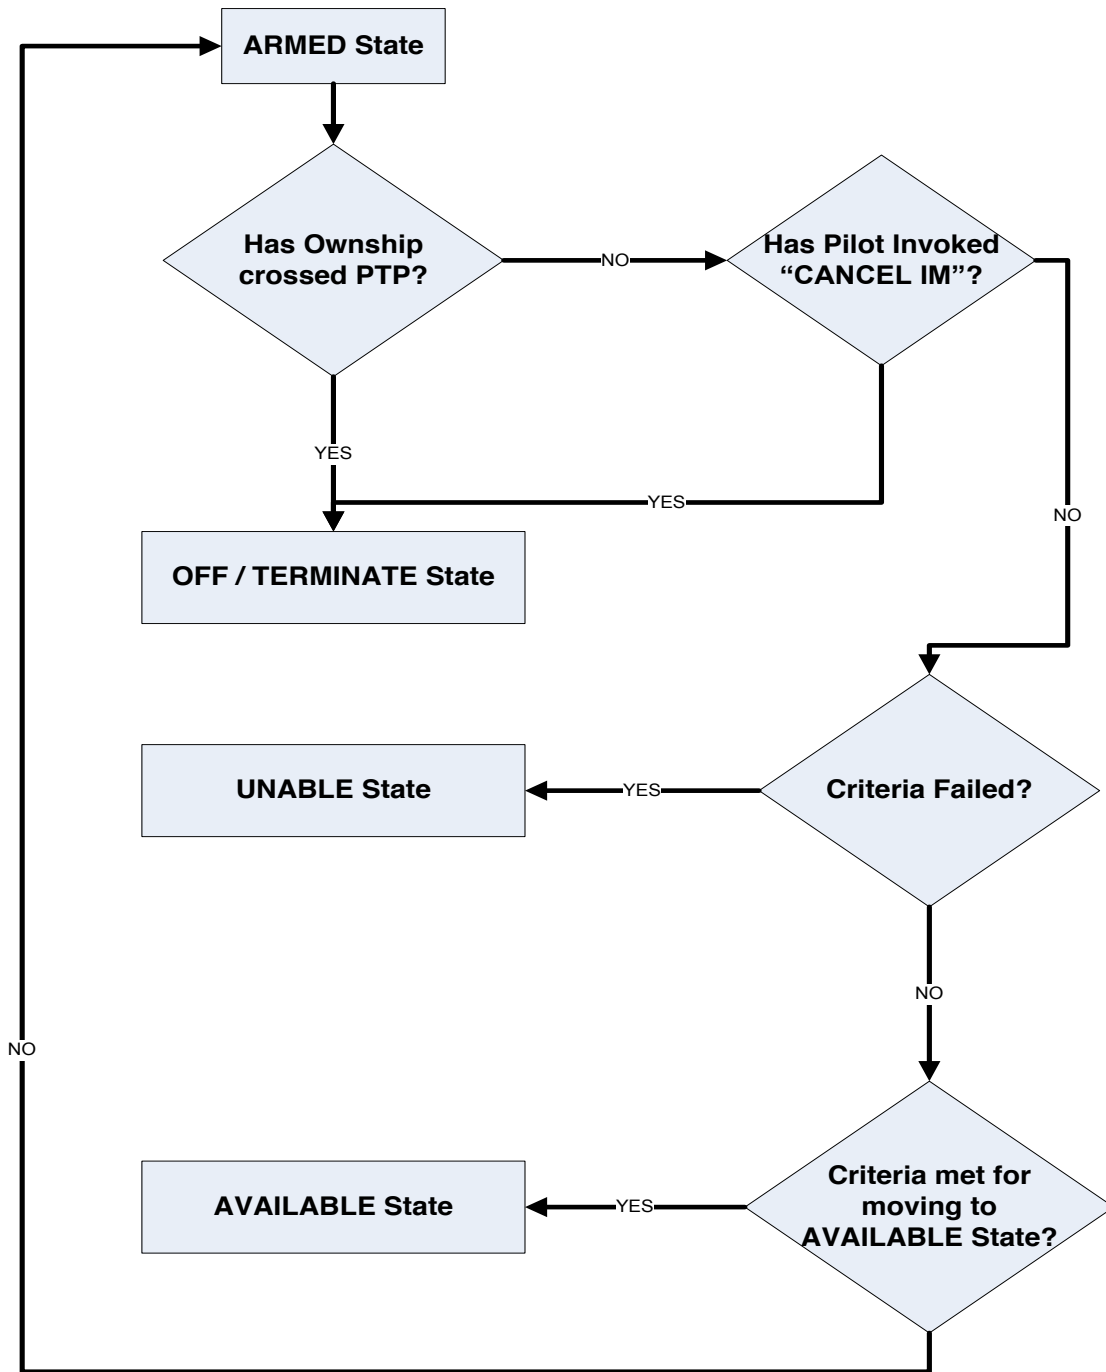 ARMED State
Has Ownship
crossed PTP?
NO
Has Pilot Invoked
“CANCEL IM”?
YES
YES
NO
OFF / TERMINATE State
UNABLE State
YES
Criteria Failed?
NO
NO
AVAILABLE State
YES
Criteria met for
moving to
AVAILABLE State?